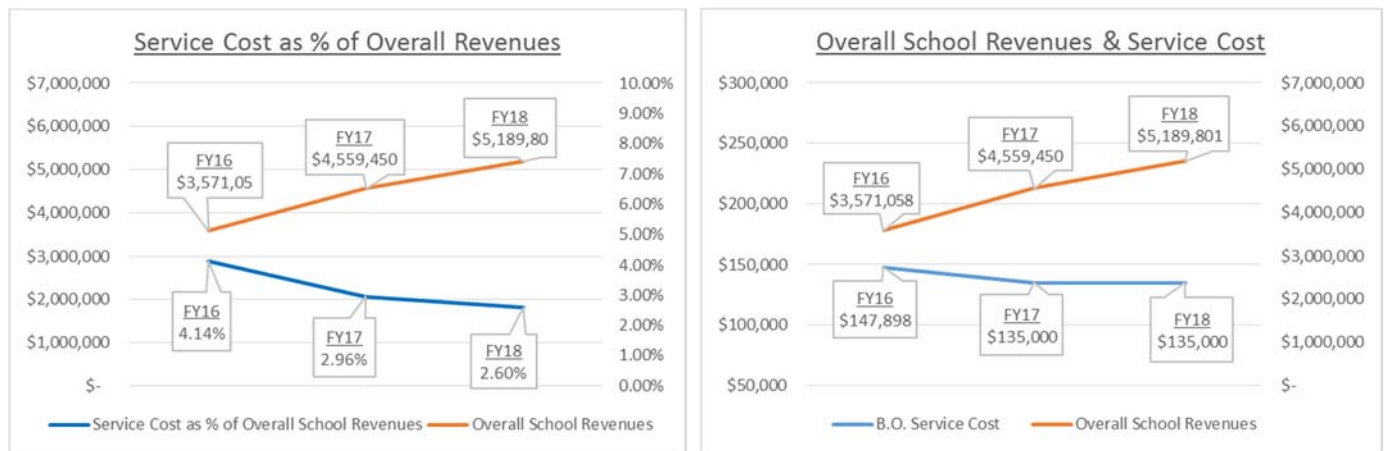 Service Cost as % of Overall Revenues
$7,000,000
$6,000,000
$5,000,000
$4,000,000
$3,000,000
$2,000,000
$1,000,000
$-
10.00%
9.00%
8.00%
7.00%
6.00%
5.00%
4.00%
3.00%
2.00%
1.00%
0.00%
FY16
$3,571,05
FY17
$4,559,450
FY18
$5,189,80
FY16
4.14%
FY17
2.96%
FY18
2.60%
Service Cost as % of Overall School Revenues
Overall School Revenues
Overall School Revenues & Service Cost
$300,000
$250,000
$200,000
$150,000
$100,000
$50,000
$7,000,000
$6,000,000
$5,000,000
$4,000,000
$3,000,000
$2,000,000
$1,000,000
$-
FY16
$3,571,058
FY17
$4,559,450
FY18
$5,189,801
FY16
$147,898
FY17
$135,000
FY18
$135,000
B.O. Service Cost
Overall School Revenues